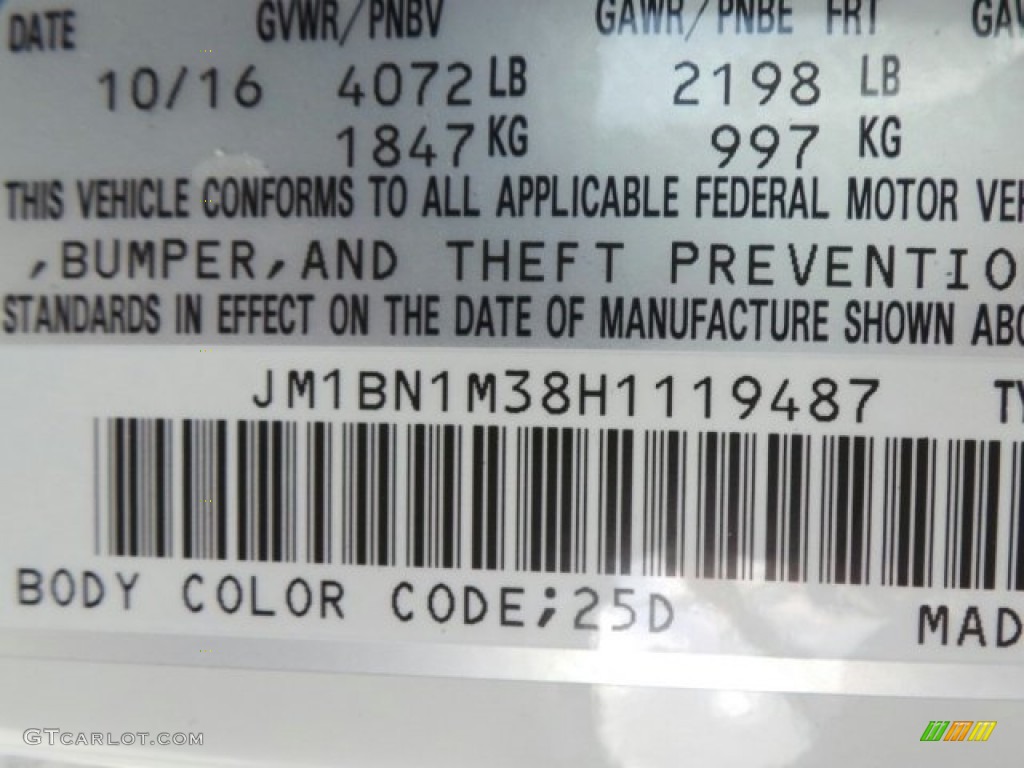 DATE GVWR/PNBV GAWR/PNBE FRT
10/16 4072 LB 2198 LB
1847 KG 997 KG
THIS VEHICLE CONFORMS TO ALL APPLICABLE FEDERAL MOTOR
,BUMPER,AND THEFT
STANDARDS IN EFFECT ON THE DATE OF MANUFACTURE SHOWN
JM1BN1M38H1119487
BODY COLOR CODE;25D
GTCARLOT.COM